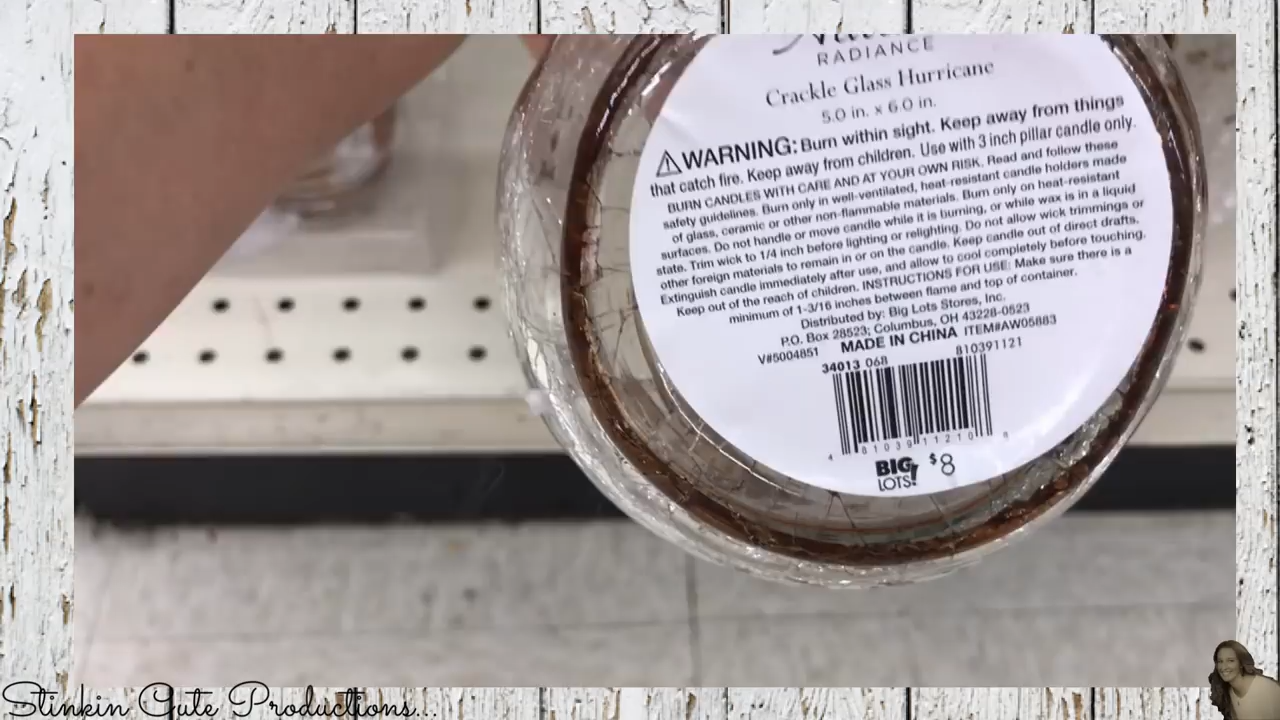 RADIANCE
Crackle Glass Hurricane
5.0 in. x 6.0 in.
⚠WARNING: Burn within sight. Keep away from things
that catch fire. Keep away from children. Use with 3 inch pillar candle only.
BURN CANDLES WITH CARE AND AT YOUR OWN RISK. Read and follow these
safety guidelines. Burn only in well-ventilated, heat-resistant candle holders made
of glass, ceramic or other non-flammable materials. Burn only on heat-resistant
surfaces. Do not handle or move candle while it is burning, or while wax is in a liquid
state. Trim wick to 1/4 inch before lighting or relighting. Do not allow wick trimmings or
other foreign materials to remain in or on the candle. Keep candle out of direct drafts.
Extinguish candle immediately after use, and allow to cool completely before touching.
Keep out of the reach of children. INSTRUCTIONS FOR USE: Make sure there is a
minimum of 1-3/16 inches between flame and top of container.
Distributed by: Big Lots Stores, Inc.
P.O. Box 28523; Columbus, OH 43228-0523
V#5004851 MADE IN CHINA ITEM#AW05883
34013 068 810391121
4 81039 11210 8
BIG LOTS! $8
Stinkin Cute Productions...